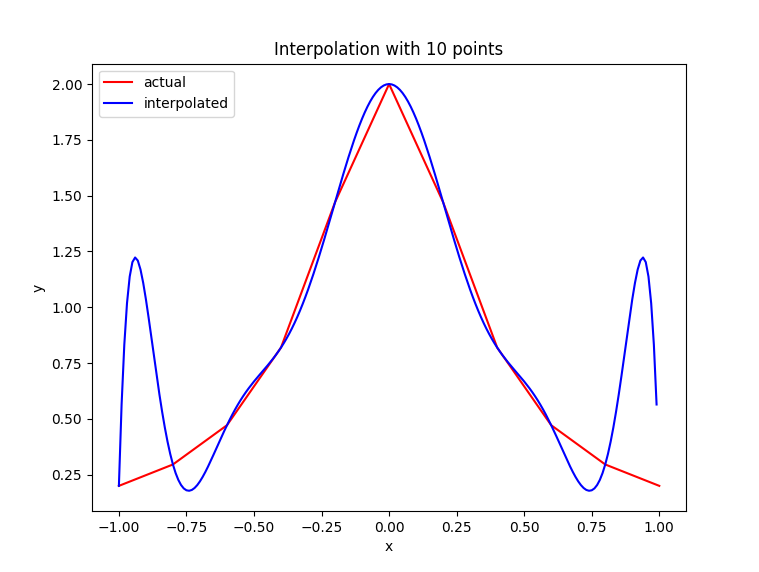 Interpolation with 10 points
actual
interpolated
2.00
1.75
1.50
1.25
1.00
0.75
0.50
0.25
y
−1.00 −0.75 −0.50 −0.25 0.00 0.25 0.50 0.75 1.00
x